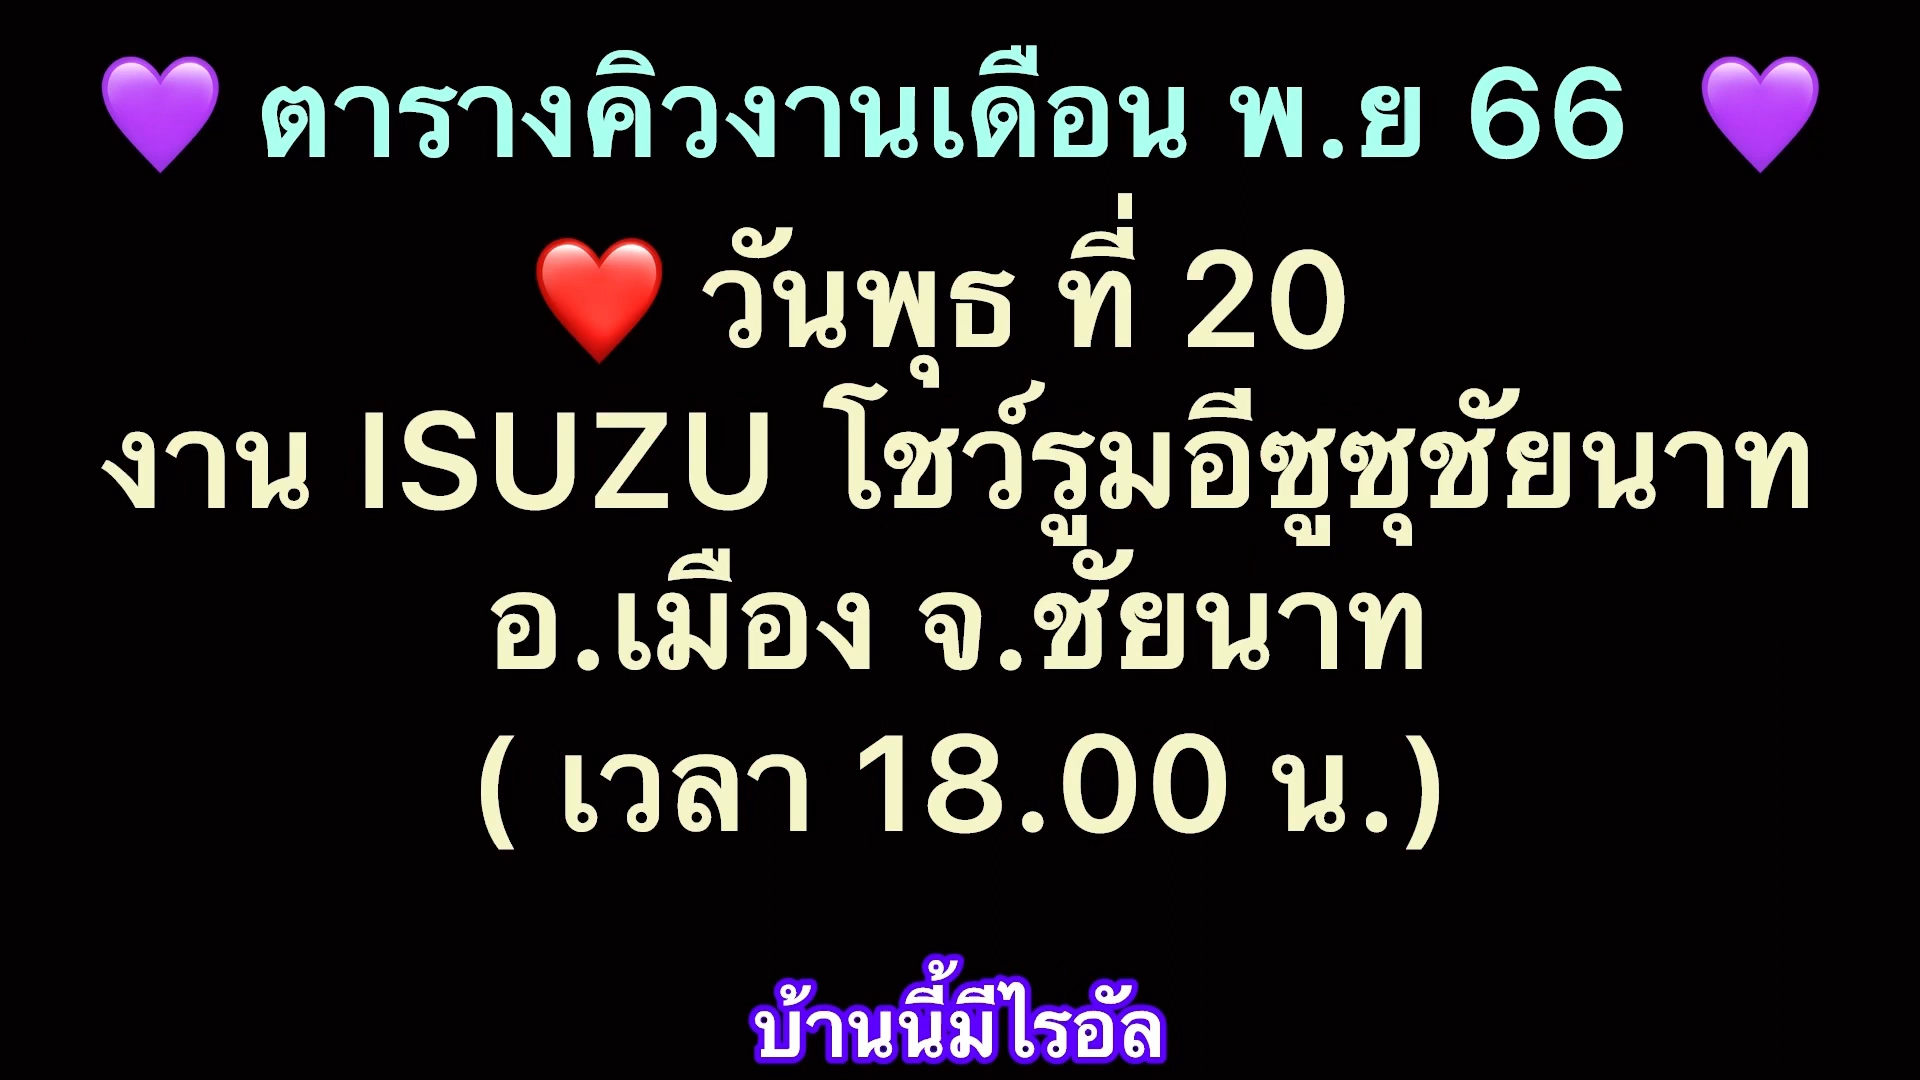 💜 ตารางคิวงานเดือน พ.ย 66 💜
❤️ วันพุธ ที่ 20
งาน ISUZU โชว์รูมอีซูซุชัยนาท
อ.เมือง จ.ชัยนาท
( เวลา 18.00 น.)
บ้านนี้มีไรอัล